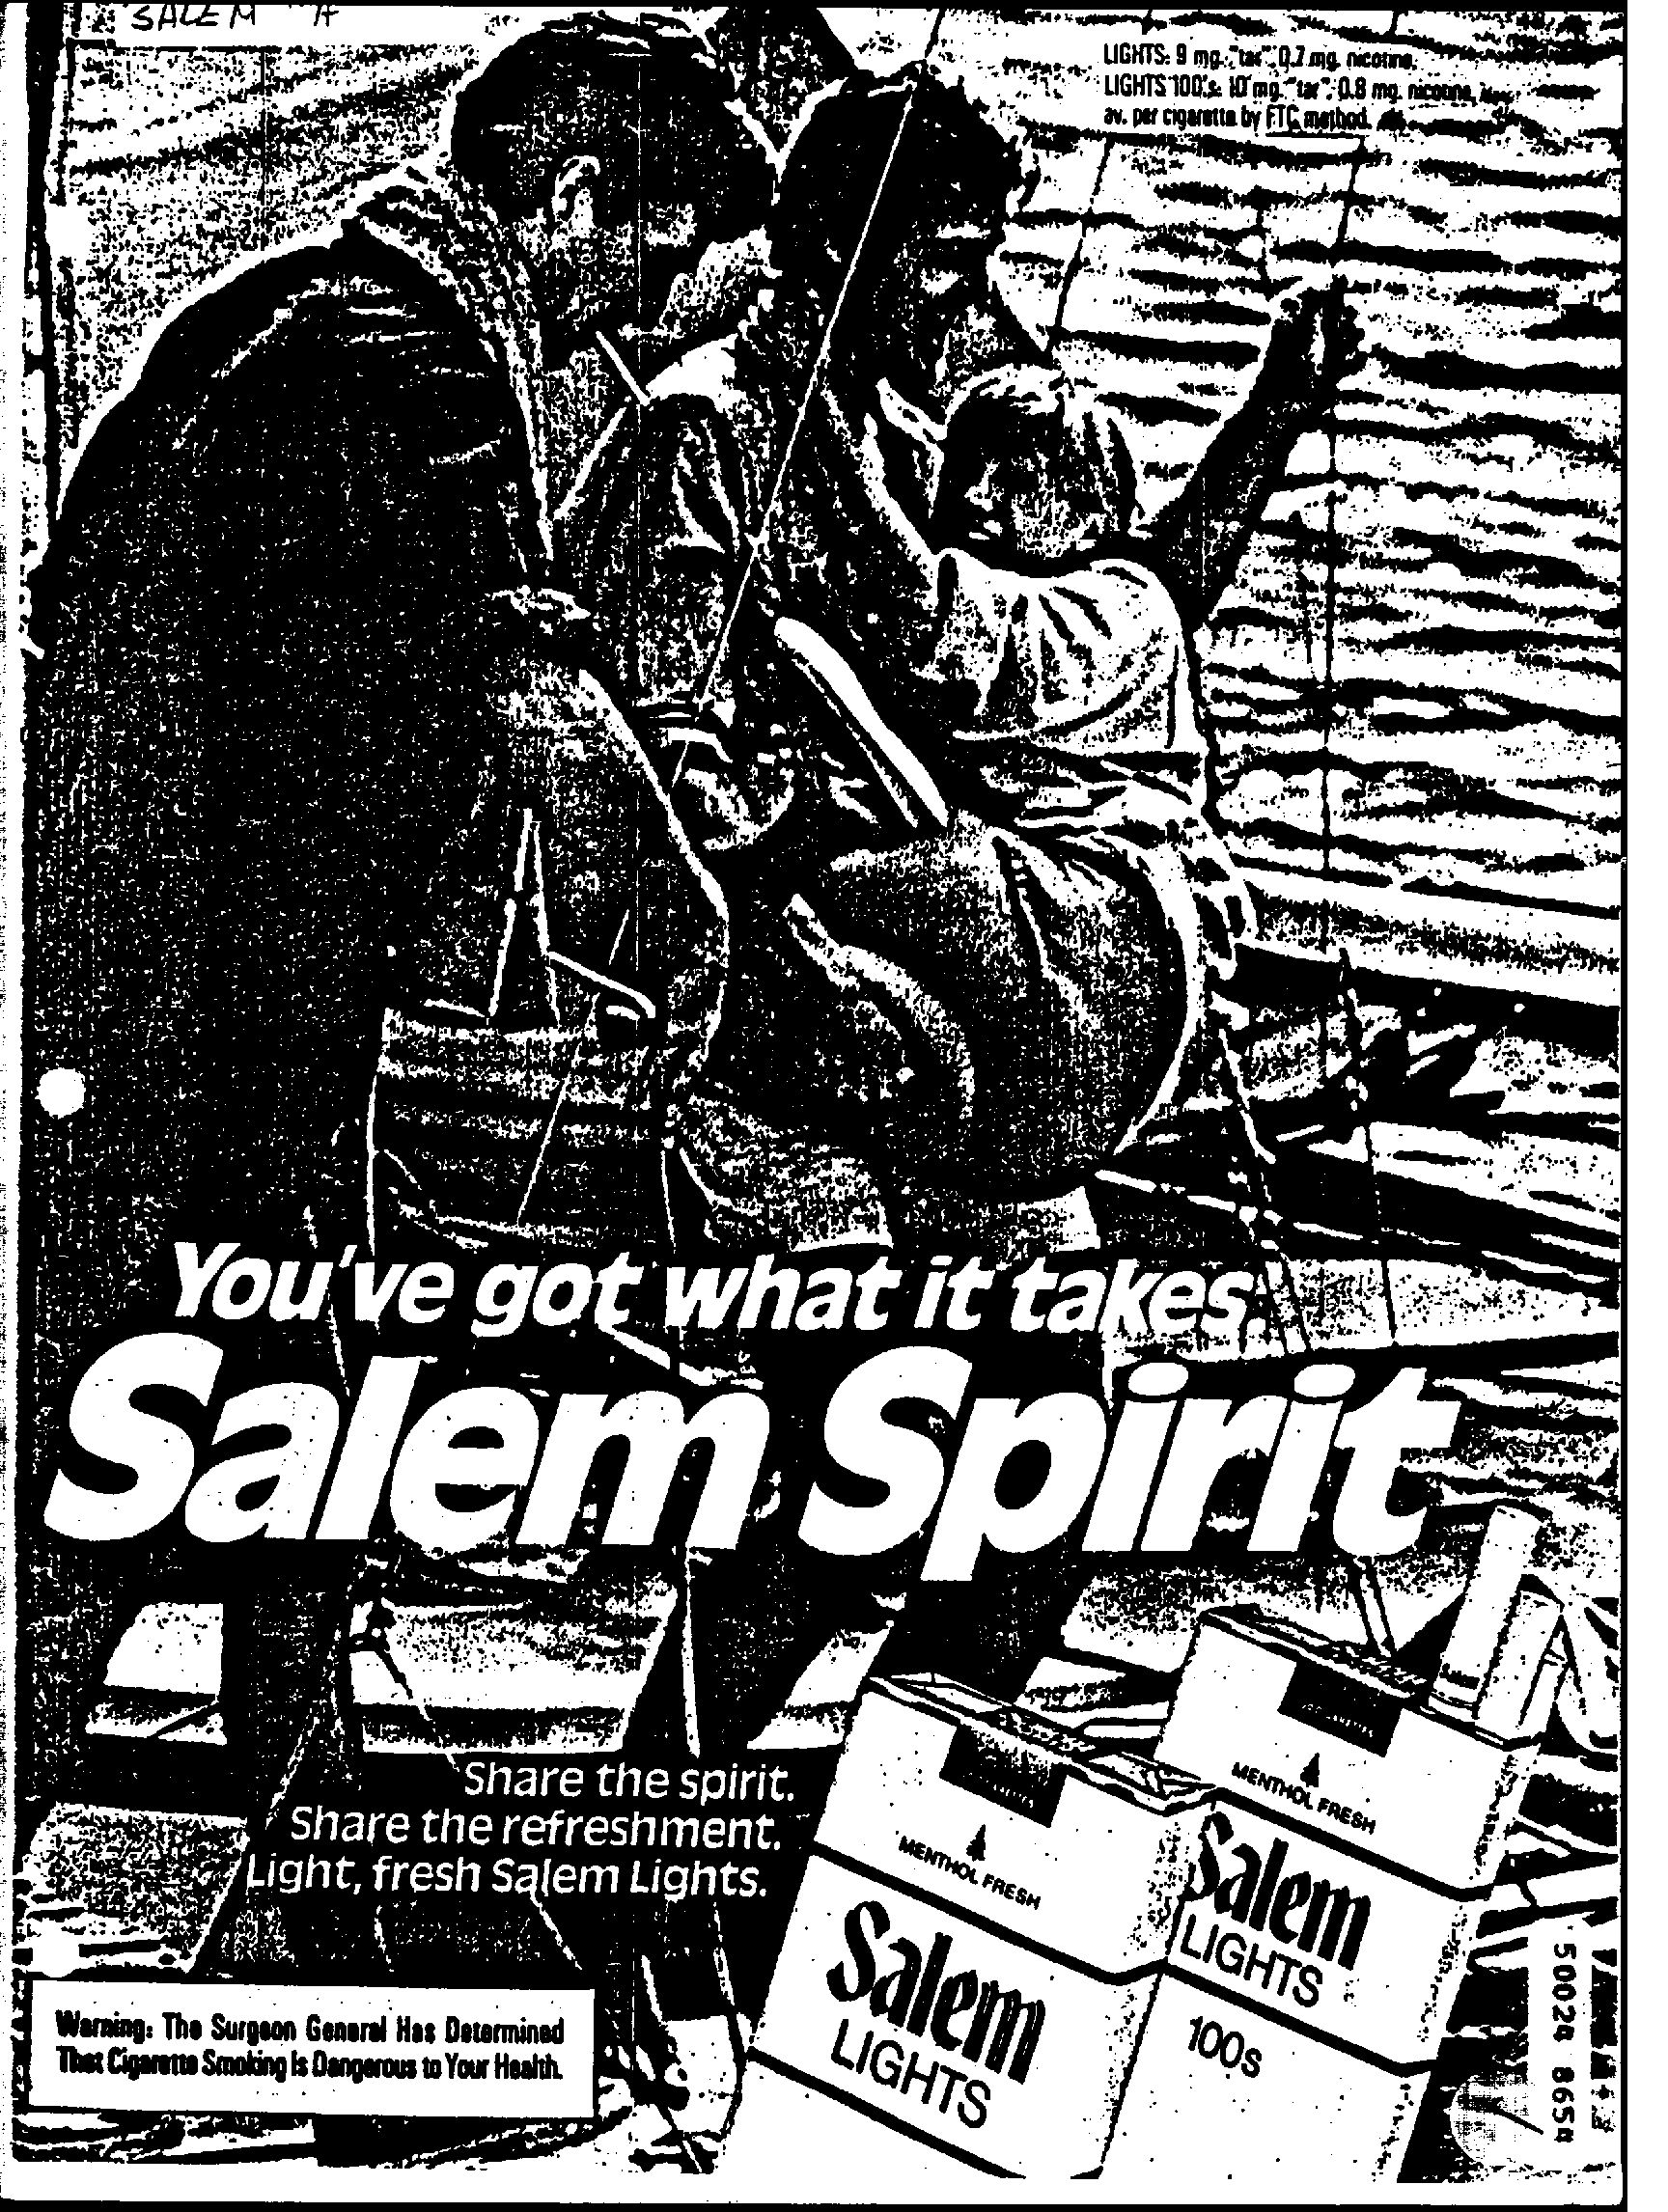 SALEM
LIGHTS: 9 mg. "tar", 0.7 mg. nicotine,
LIGHTS 100's: 10 mg. "tar", 0.8 mg. nicotine,
av. per cigarette by FTC method.
You've got what it takes.
Salem Spirit
Share the spirit.
Share the refreshment.
Light, fresh Salem Lights.
MENTHOL FRESH
Salem
LIGHTS
MENTHOL FRESH
Salem
LIGHTS
100s
Warning: The Surgeon General Has Determined
That Cigarette Smoking Is Dangerous to Your Health.